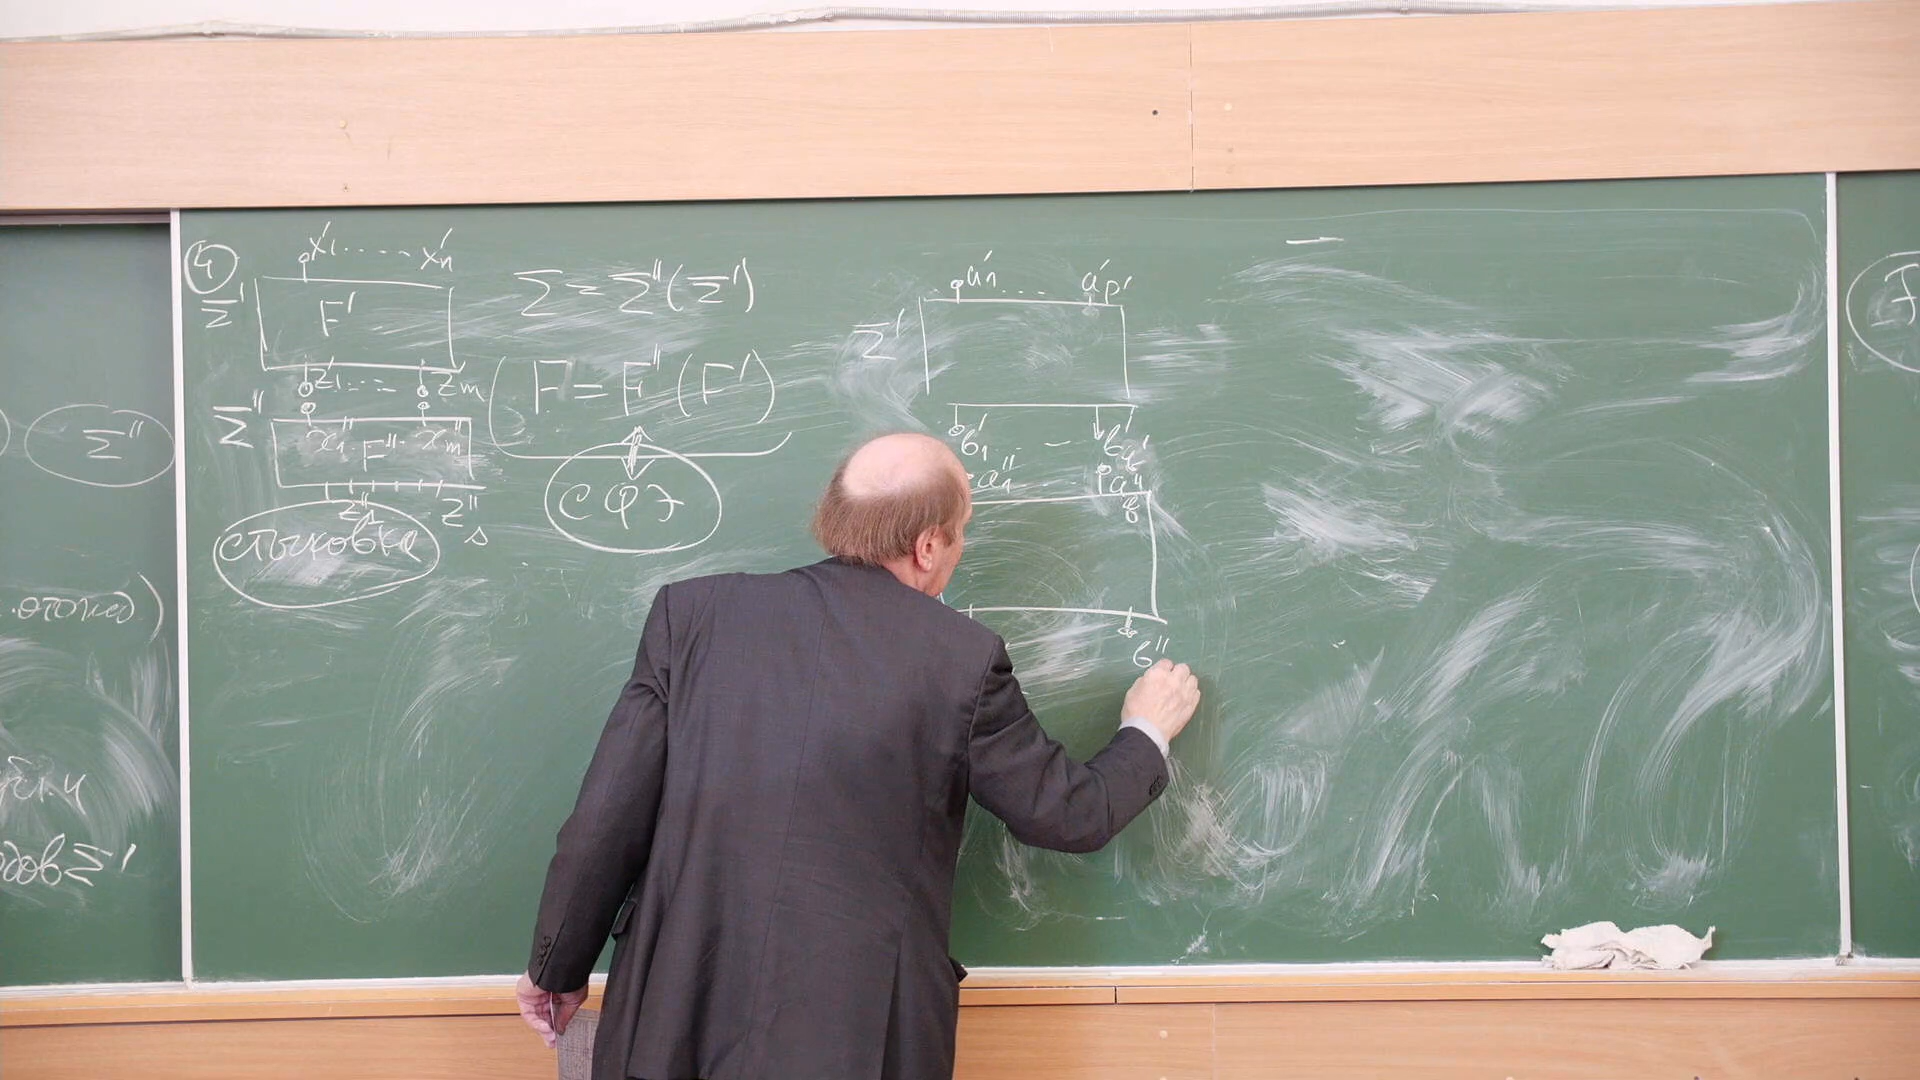 Σ''
Σ'
④
x'₁ ..... x'ₙ
Σ'
F'
z'₁ ... z'ₘ
Σ''
x''₁ F'' x''ₘ
z''₁ z''ₛ
стыковка
Σ = Σ''(Σ')
F = F''(F')
СФЭ
a'₁ ... a'ₚ'
Σ'
b'₁ ... b'q'
a''₁ ... a''
b''